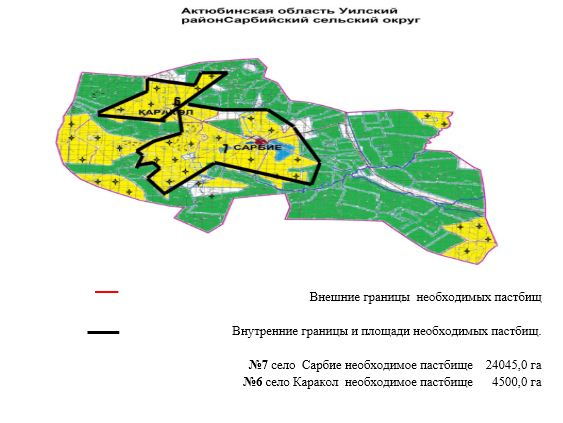 Актюбинская область Уилский
районСарбийский сельский округ
6
КАРАКОЛ
7 САРБИЕ
Внешние границы необходимых пастбищ
Внутренние границы и площади необходимых пастбищ.
№7 село Сарбие необходимое пастбище 24045,0 га
№6 село Каракол необходимое пастбище 4500,0 га